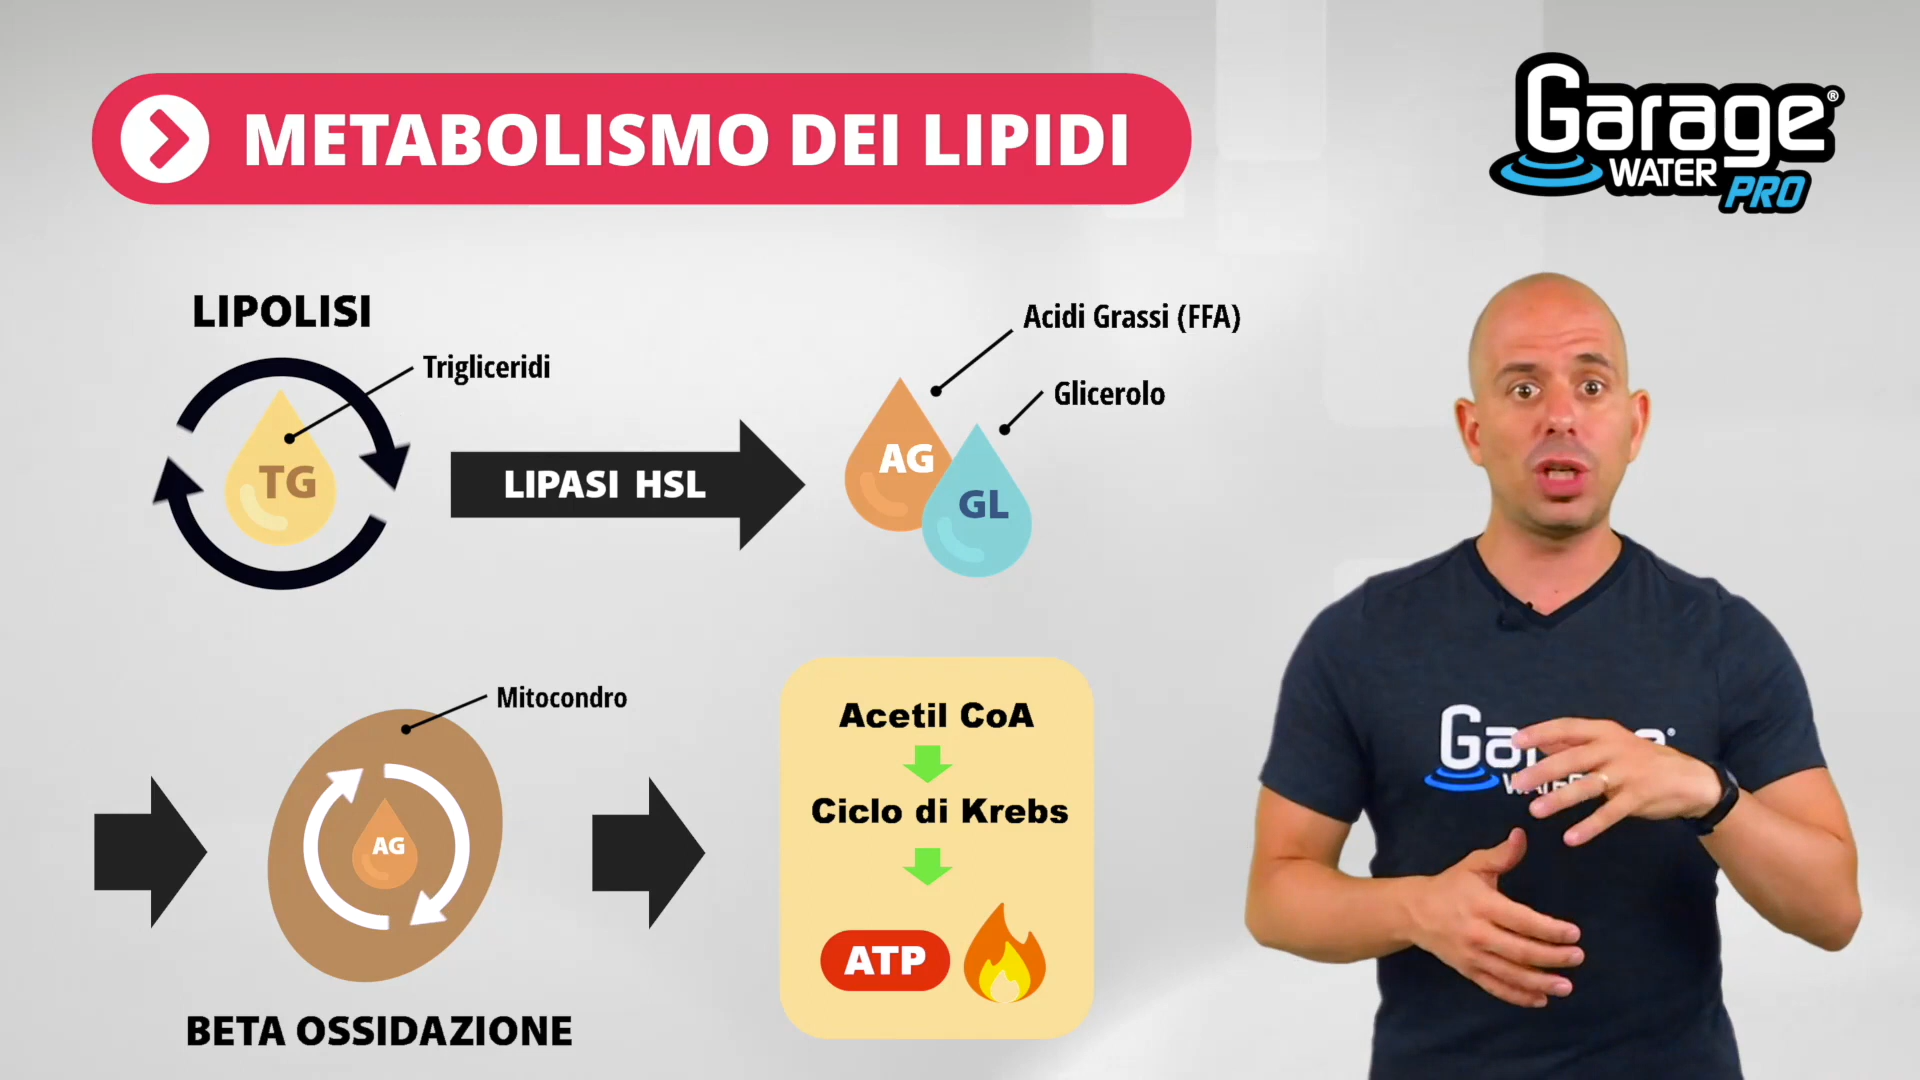 METABOLISMO DEI LIPIDI
Garage®
WATER PRO
LIPOLISI
Trigliceridi
TG
LIPASI HSL
Acidi Grassi (FFA)
Glicerolo
AG
GL
Mitocondro
AG
BETA OSSIDAZIONE
Acetil CoA
Ciclo di Krebs
ATP